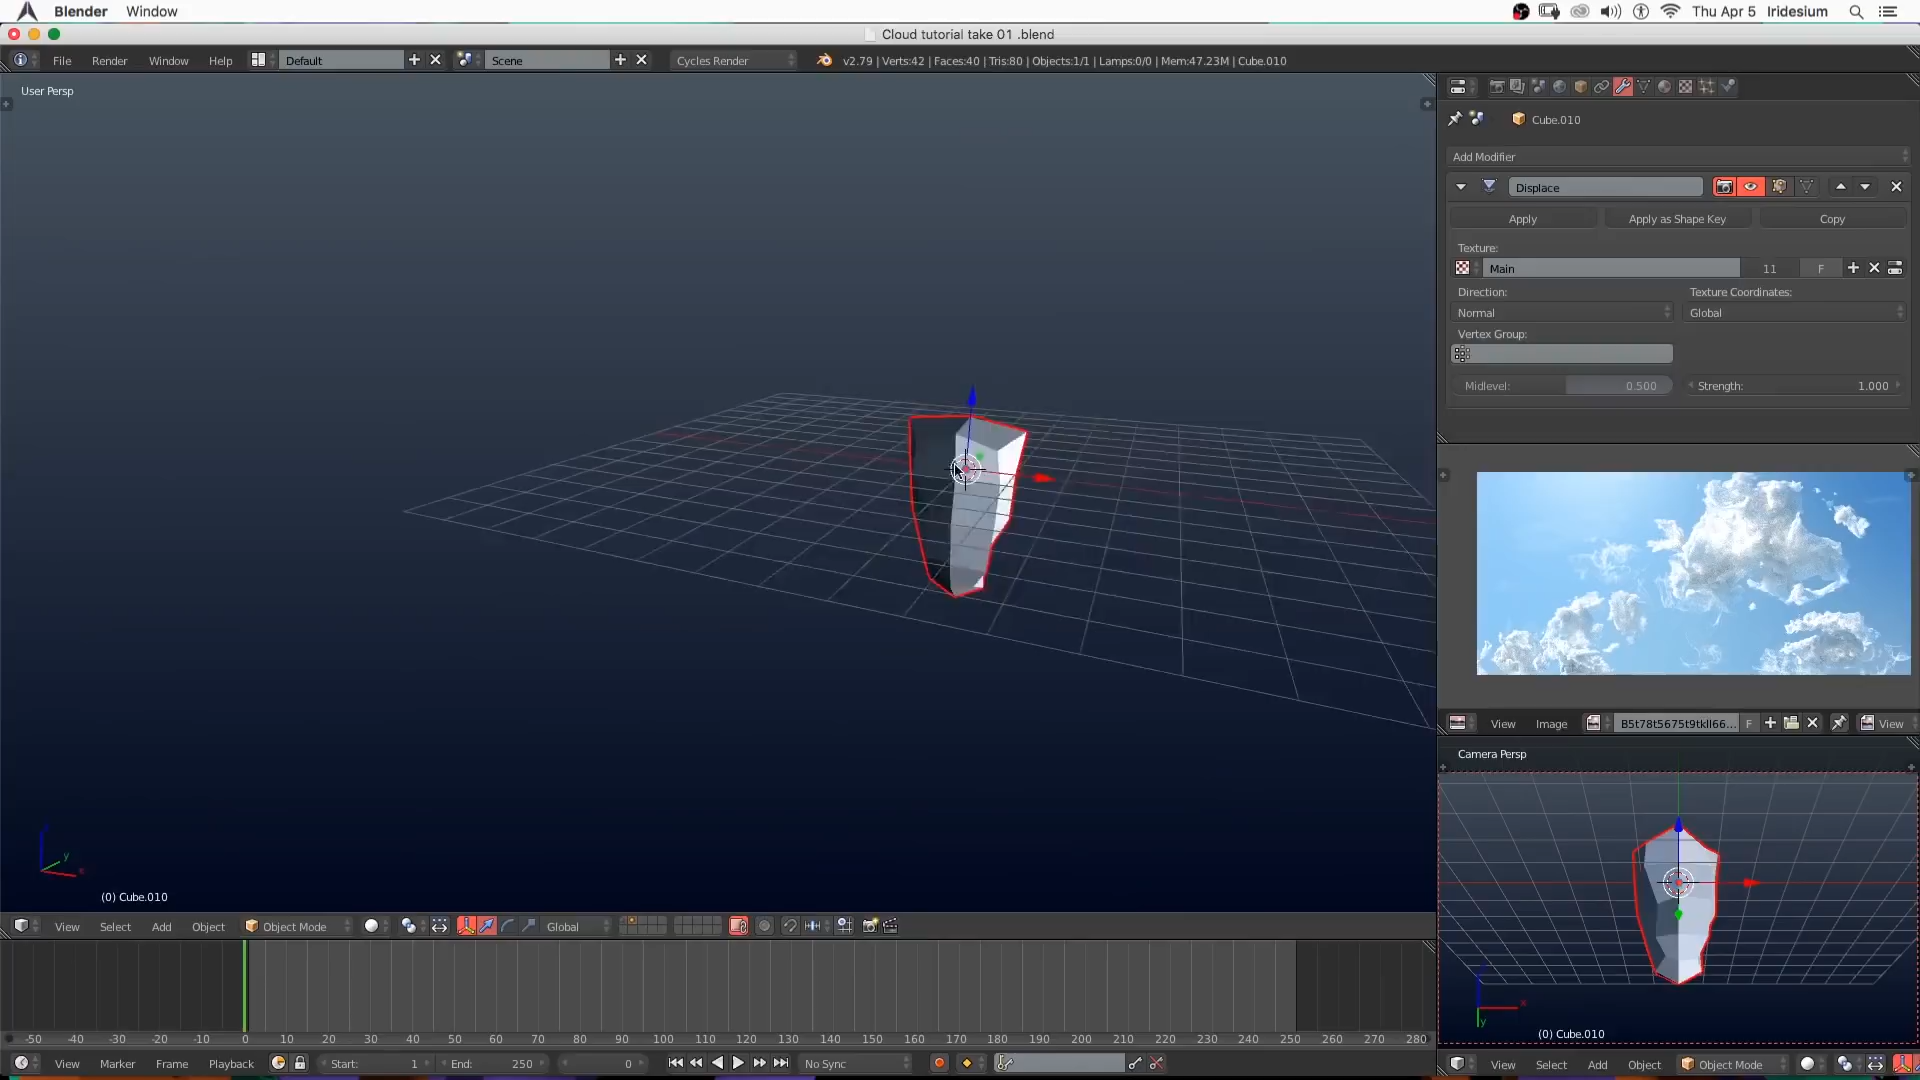 Blender Window Thu Apr 5 Iridesium
Cloud tutorial take 01 .blend
File Render Window Help Default Scene Cycles Render v2.79 | Verts:42 | Faces:40 | Tris:80 | Objects:1/1 | Lamps:0/0 | Mem:47.23M | Cube.010
User Persp
Cube.010
Add Modifier
Displace
Apply Apply as Shape Key Copy
Texture:
Main 11 F
Direction: Texture Coordinates:
Normal Global
Vertex Group:
Midlevel: 0.500 Strength: 1.000
View Image B5t78t5675t9tkll66... F View
Camera Persp
z
y
x
(0) Cube.010
x
y
(0) Cube.010
View Select Add Object Object Mode Global
-50 -40 -30 -20 -10 0 10 20 30 40 50 60 70 80 90 100 110 120 130 140 150 160 170 180 190 200 210 220 230 240 250 260 270 280
View Marker Frame Playback Start: 1 End: 250 0 No Sync
View Select Add Object Object Mode